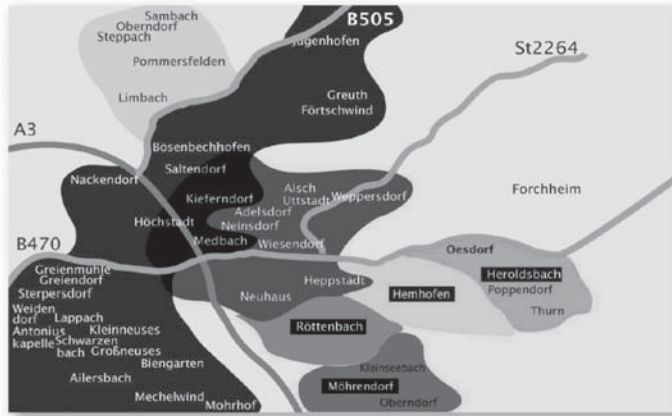 Sambach
Oberndorf
Steppach
B505
Jugenhofen
St2264
Pommersfelden
Limbach
Greuth
Förtschwind
A3
Bösenbechhofen
Saltendorf
Nackendorf
Kieferndorf
Aisch
Uttstadt
Weppersdorf
Forchheim
Höchstadt
Adelsdorf
Neinsdorf
Medbach
Wiesendorf
B470
Oesdorf
Greienmühle
Greiendorf
Sterpersdorf
Heppstädt
Heroldsbach
Poppendorf
Neuhaus
Hemhofen
Thurn
Weiden
dorf
Lappach
Antonius
kapelle
Kleinneuses
Schwarzen
bach
Großneuses
Röttenbach
Biengarten
Kleinseebach
Ailersbach
Möhrendorf
Mechelwind
Mohrhof
Oberndorf